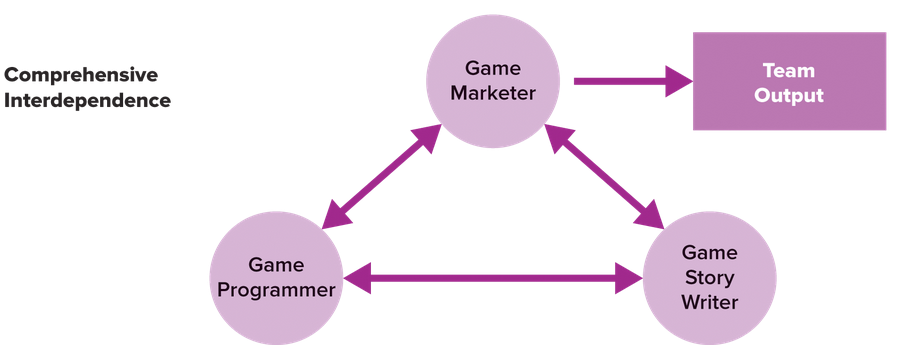 Comprehensive
Interdependence
Game
Marketer
Team
Output
Game
Programmer
Game
Story
Writer